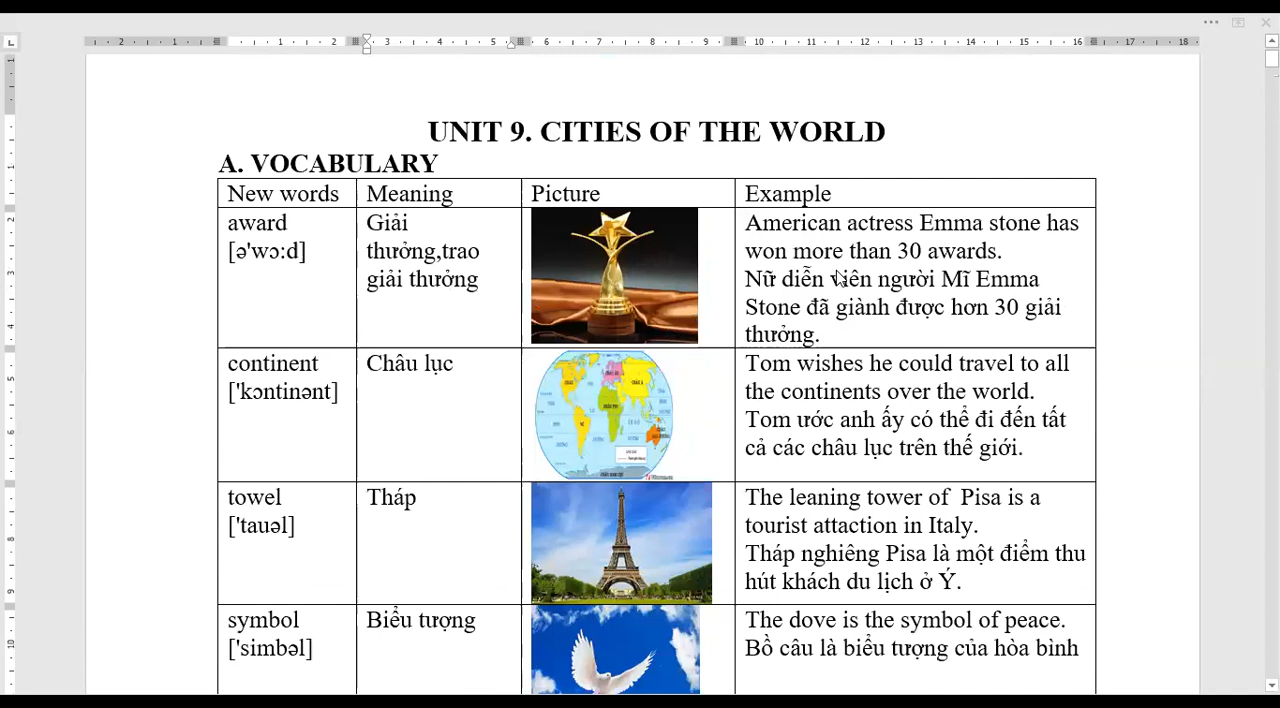 UNIT 9. CITIES OF THE WORLD
A. VOCABULARY
New words
Meaning
Picture
Example
award
[ə'wɔ:d]
Giải
thưởng,trao
giải thưởng
American actress Emma stone has
won more than 30 awards.
Nữ diễn viên người Mĩ Emma
Stone đã giành được hơn 30 giải
thưởng.
continent
['kɔntinənt]
Châu lục
Tom wishes he could travel to all
the continents over the world.
Tom ước anh ấy có thể đi đến tất
cả các châu lục trên thế giới.
towel
['tauəl]
Tháp
The leaning tower of Pisa is a
tourist attaction in Italy.
Tháp nghiêng Pisa là một điểm thu
hút khách du lịch ở Ý.
symbol
['simbəl]
Biểu tượng
The dove is the symbol of peace.
Bồ câu là biểu tượng của hòa bình